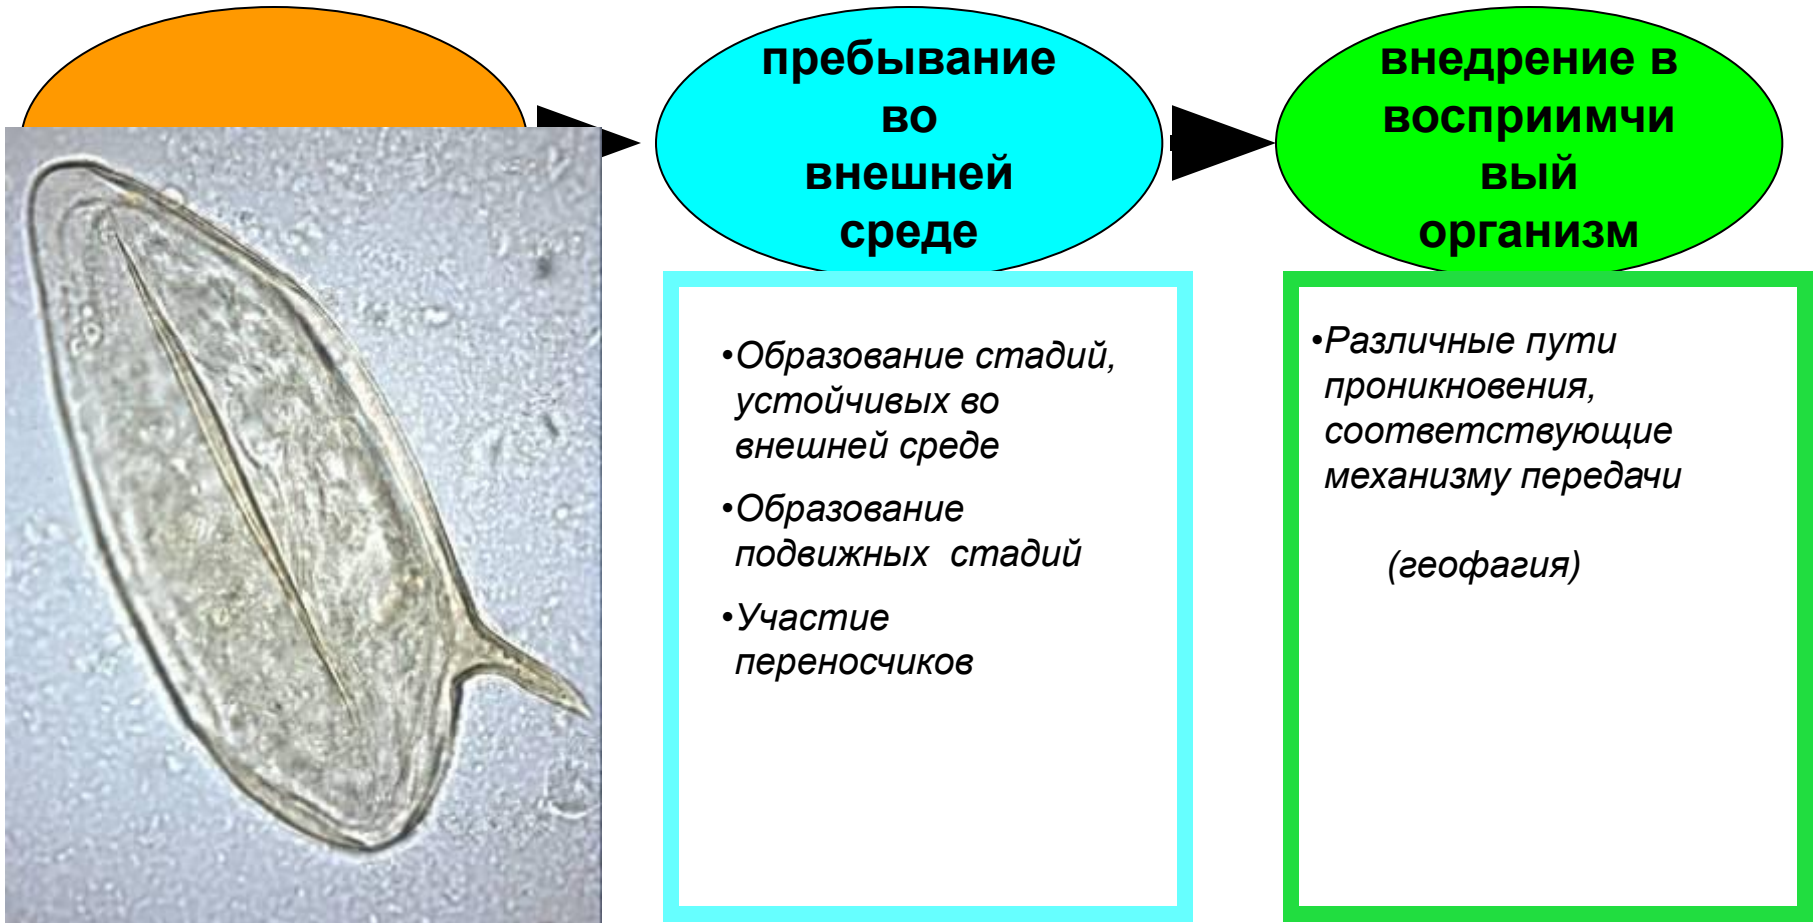 пребывание
во
внешней
среде
внедрение в
восприимчи
вый
организм
•Образование стадий,
устойчивых во
внешней среде
•Образование
подвижных стадий
•Участие
переносчиков
•Различные пути
проникновения,
соответствующие
механизму передачи
(геофагия)